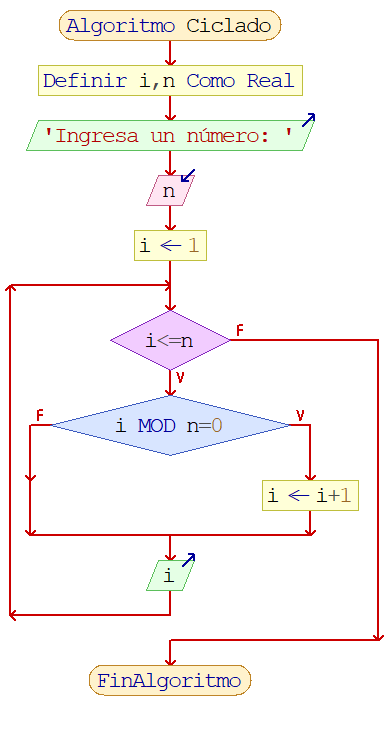 Algoritmo Ciclado
Definir i,n Como Real
'Ingresa un número: '
n
i ← 1
i<=n
F
V
i MOD n=0
F
V
i ← i+1
i
FinAlgoritmo